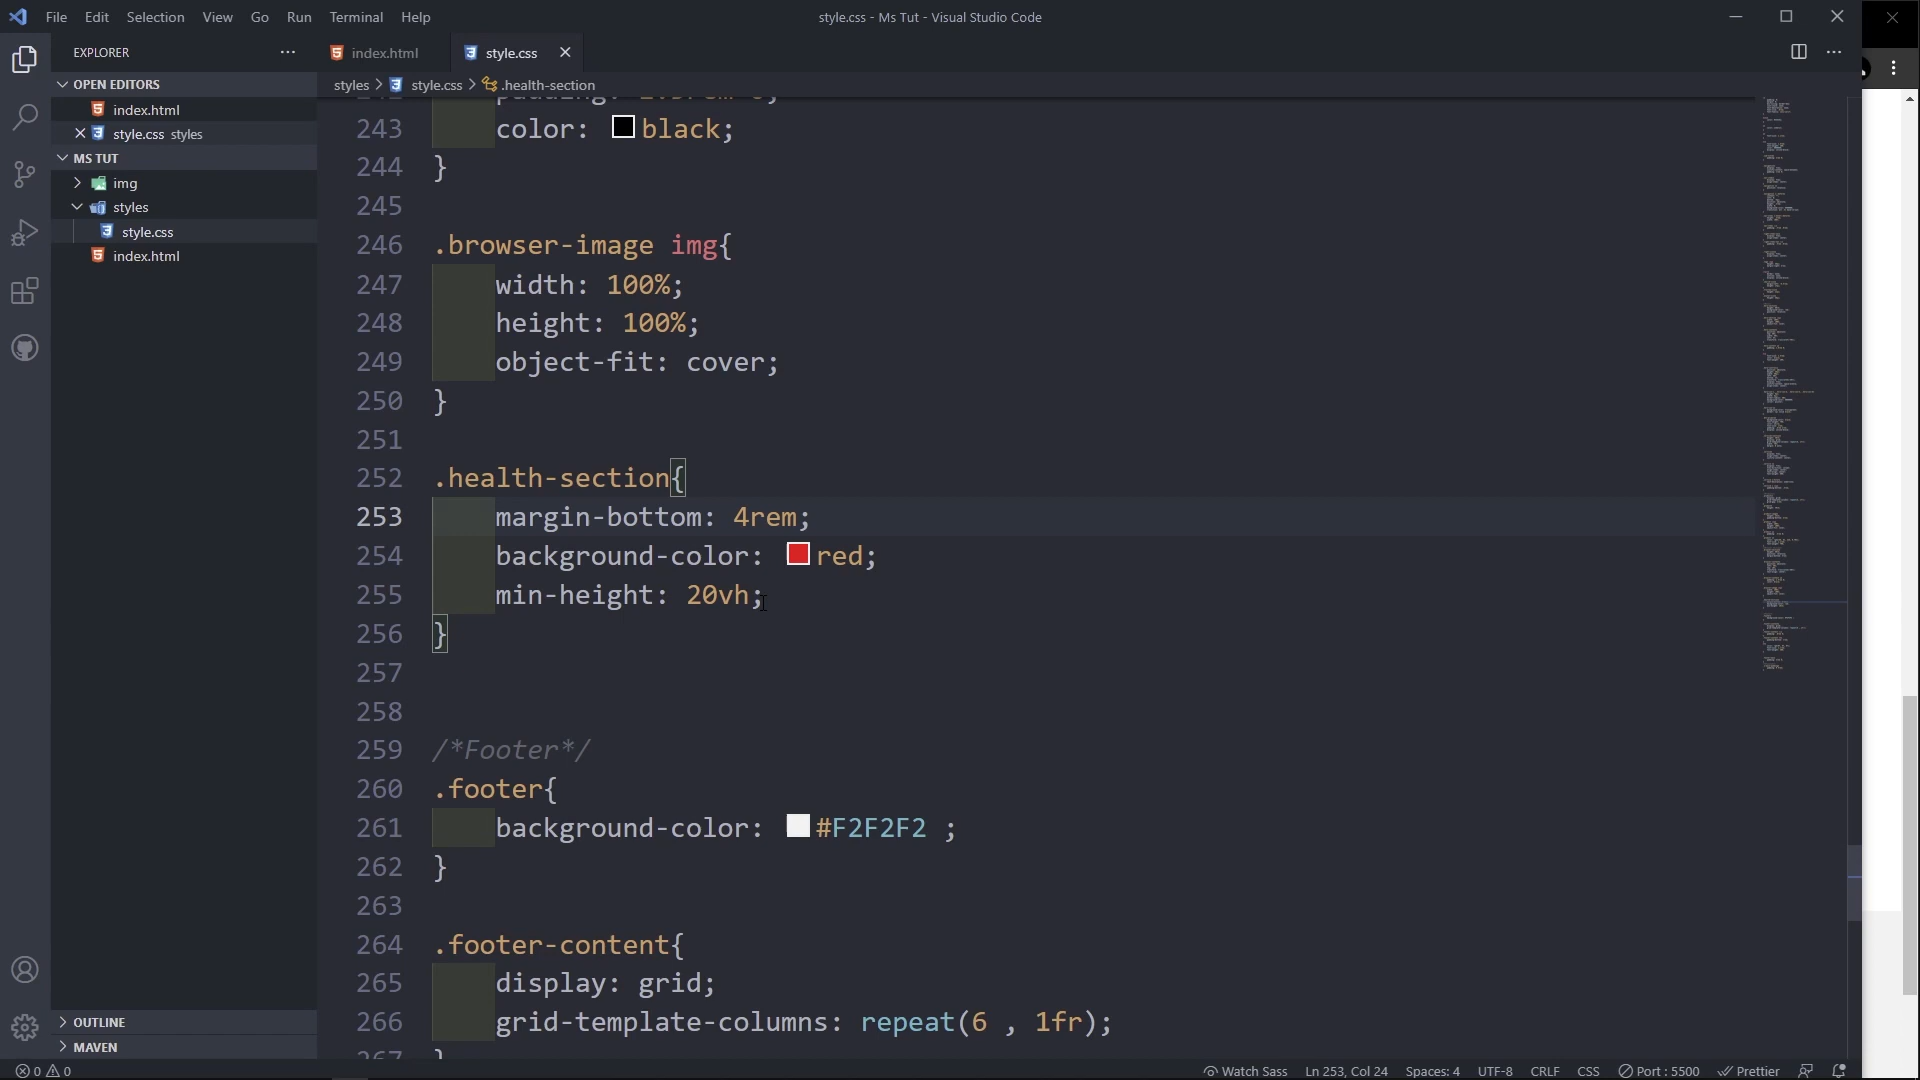 File Edit Selection View Go Run Terminal Help
style.css - Ms Tut - Visual Studio Code
EXPLORER
OPEN EDITORS
index.html
style.css styles
MS TUT
img
styles
style.css
index.html
OUTLINE
MAVEN
index.html
style.css
styles > style.css > .health-section
243 color: black;
244 }
245
246 .browser-image img{
247 width: 100%;
248 height: 100%;
249 object-fit: cover;
250 }
251
252 .health-section{
253 margin-bottom: 4rem;
254 background-color: red;
255 min-height: 20vh;
256 }
257
258
259 /*Footer*/
260 .footer{
261 background-color: #F2F2F2 ;
262 }
263
264 .footer-content{
265 display: grid;
266 grid-template-columns: repeat(6 , 1fr);
0 0
Watch Sass Ln 253, Col 24 Spaces: 4 UTF-8 CRLF CSS Port : 5500 Prettier